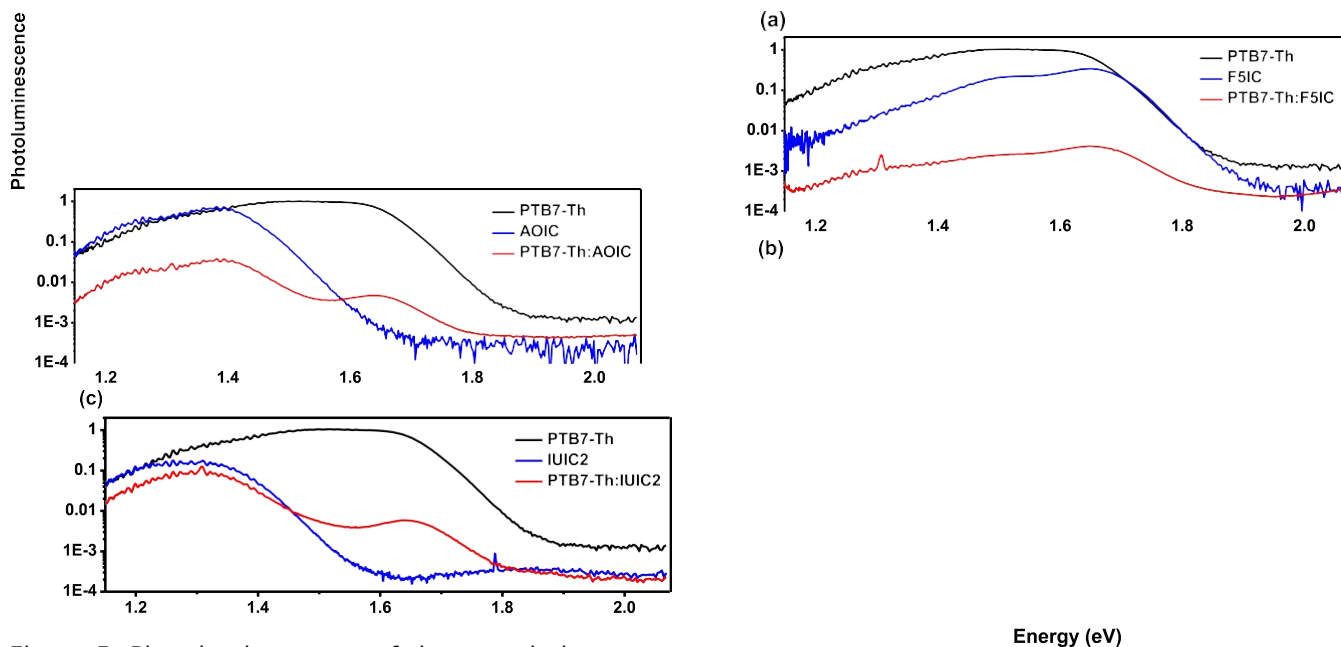 Photoluminescence
(a)
1
0.1
0.01
1E-3
1E-4
PTB7-Th
F5IC
PTB7-Th:F5IC
1.2 1.4 1.6 1.8 2.0
(b)
1
0.1
0.01
1E-3
1E-4
PTB7-Th
AOIC
PTB7-Th:AOIC
1.2 1.4 1.6 1.8 2.0
(c)
1
0.1
0.01
1E-3
1E-4
PTB7-Th
IUIC2
PTB7-Th:IUIC2
1.2 1.4 1.6 1.8 2.0
Energy (eV)